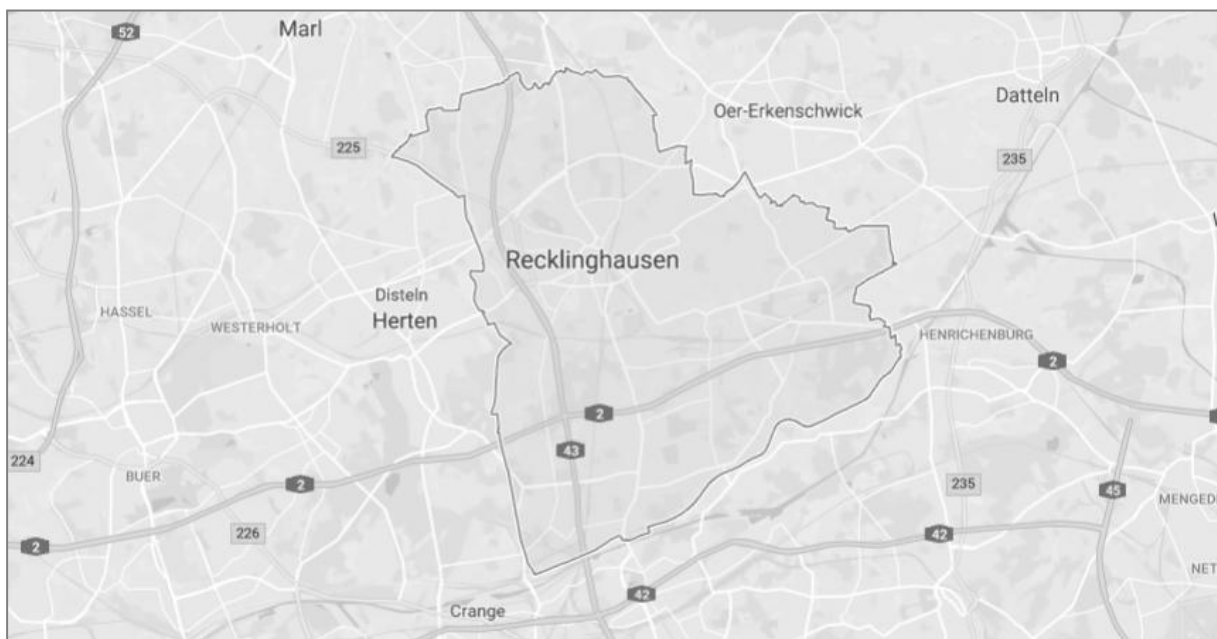 52
Marl
Oer-Erkenschwick
Datteln
225
235
Recklinghausen
Disteln
HASSEL
WESTERHOLT
Herten
HENRICHENBURG
2
2
43
224
BUER
2
235
45
MENGED
226
2
42
NET
42
Crange